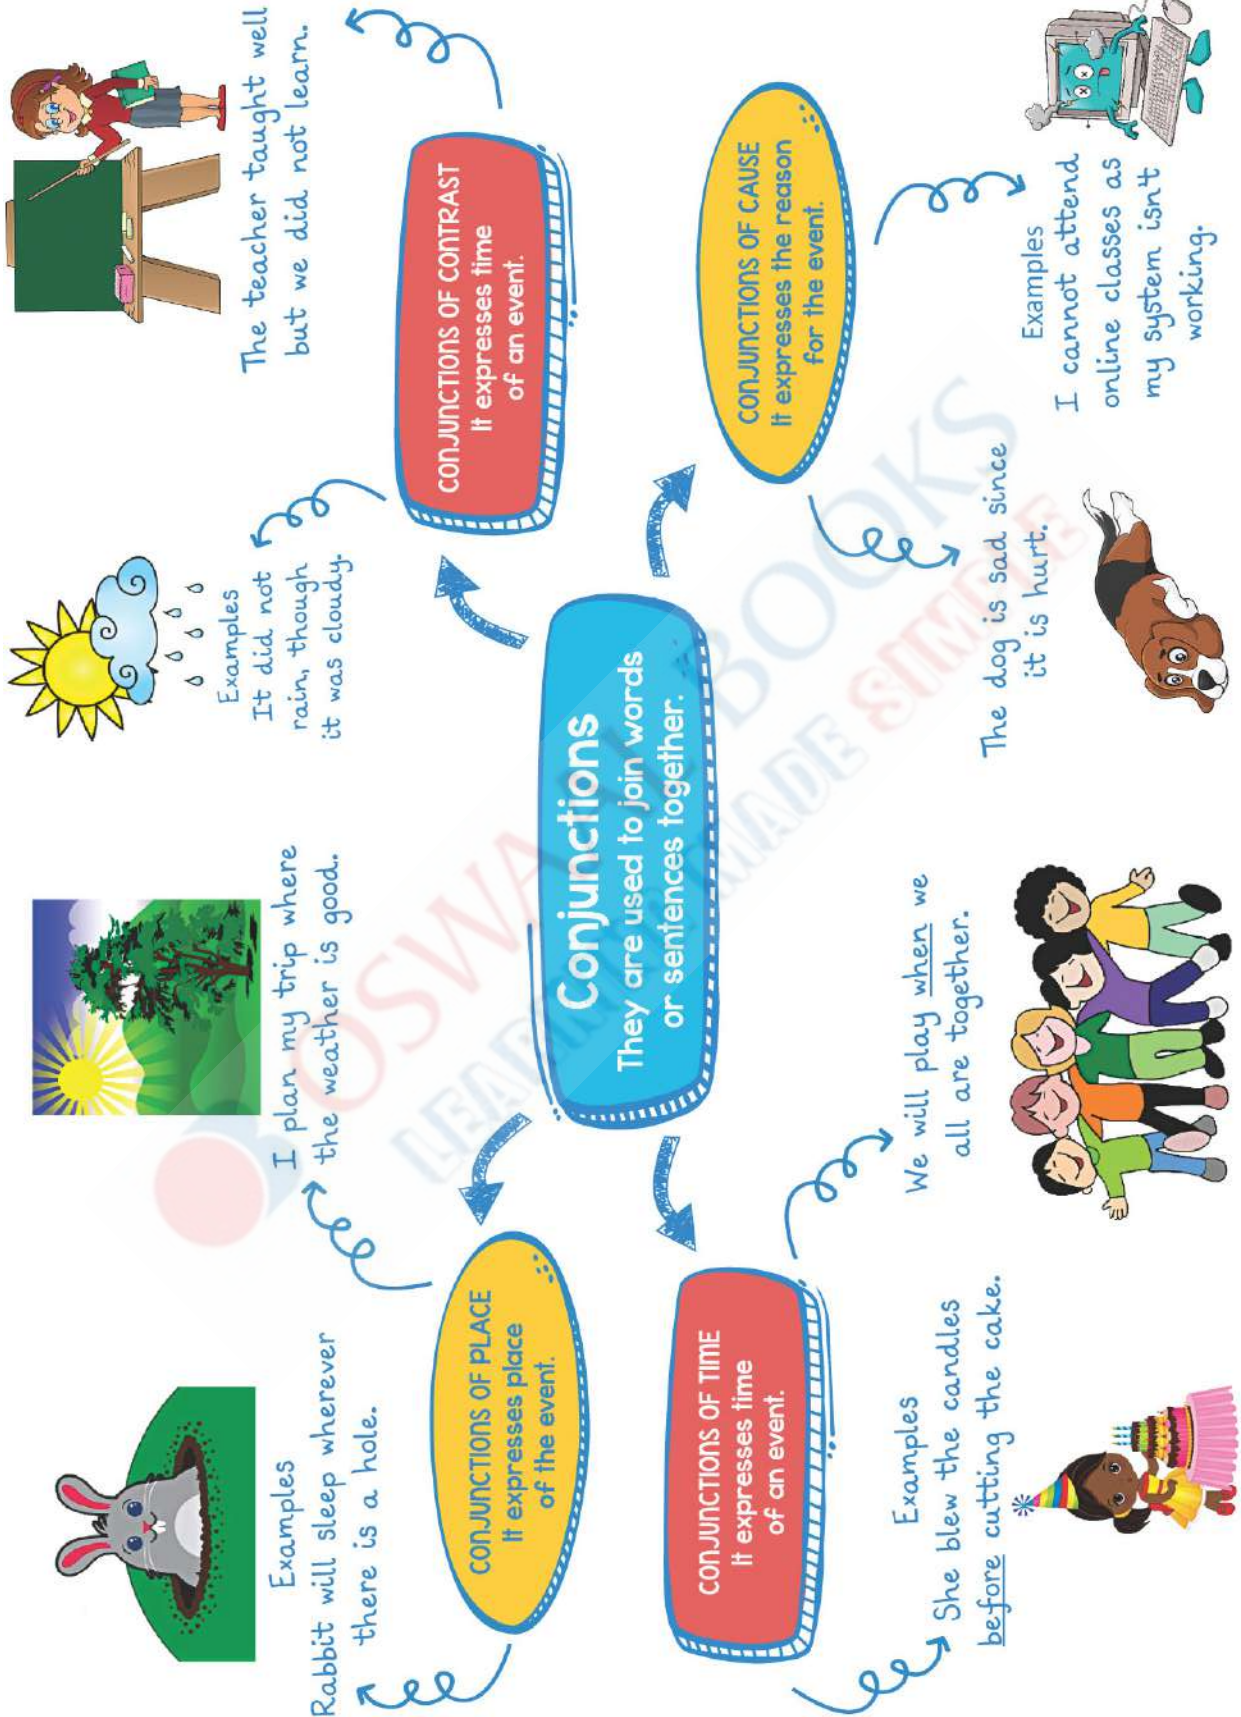 Conjunctions
They are used to join words
or sentences together.
CONJUNCTIONS OF PLACE
It expresses place
of the event.
Examples
Rabbit will sleep wherever
there is a hole.
I plan my trip where
the weather is good.
CONJUNCTIONS OF CONTRAST
It expresses time
of an event.
Examples
It did not
rain, though
it was cloudy.
The teacher taught well
but we did not learn.
CONJUNCTIONS OF TIME
It expresses time
of an event.
Examples
She blew the candles
before cutting the cake.
We will play when we
all are together.
CONJUNCTIONS OF CAUSE
It expresses the reason
for the event.
The dog is sad since
it is hurt.
Examples
I cannot attend
online classes as
my system isn't
working.
OSWAAL BOOKS
LEARNING MADE SIMPLE